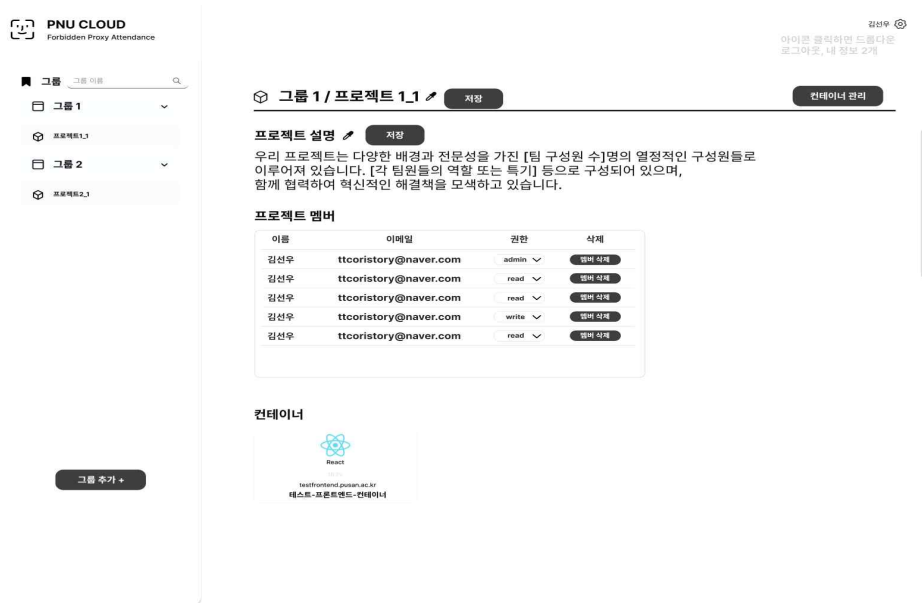 PNU CLOUD
Forbidden Proxy Attendance
김선우
아이콘 클릭하면 드롭다운
로그아웃, 내 정보 2개
그룹 그룹 이름
그룹 1
프로젝트1_1
그룹 2
프로젝트2_1
그룹 추가 +
그룹 1 / 프로젝트 1_1 저장
컨테이너 관리
프로젝트 설명 저장
우리 프로젝트는 다양한 배경과 전문성을 가진 [팀 구성원 수]명의 열정적인 구성원들로
이루어져 있습니다. [각 팀원들의 역할 또는 특기] 등으로 구성되어 있으며,
함께 협력하여 혁신적인 해결책을 모색하고 있습니다.
프로젝트 멤버
이름 이메일 권한 삭제
김선우 ttcoristory@naver.com admin 멤버 삭제
김선우 ttcoristory@naver.com read 멤버 삭제
김선우 ttcoristory@naver.com read 멤버 삭제
김선우 ttcoristory@naver.com write 멤버 삭제
김선우 ttcoristory@naver.com read 멤버 삭제
컨테이너
React
testfrontend.pusan.ac.kr
테스트-프론트엔드-컨테이너